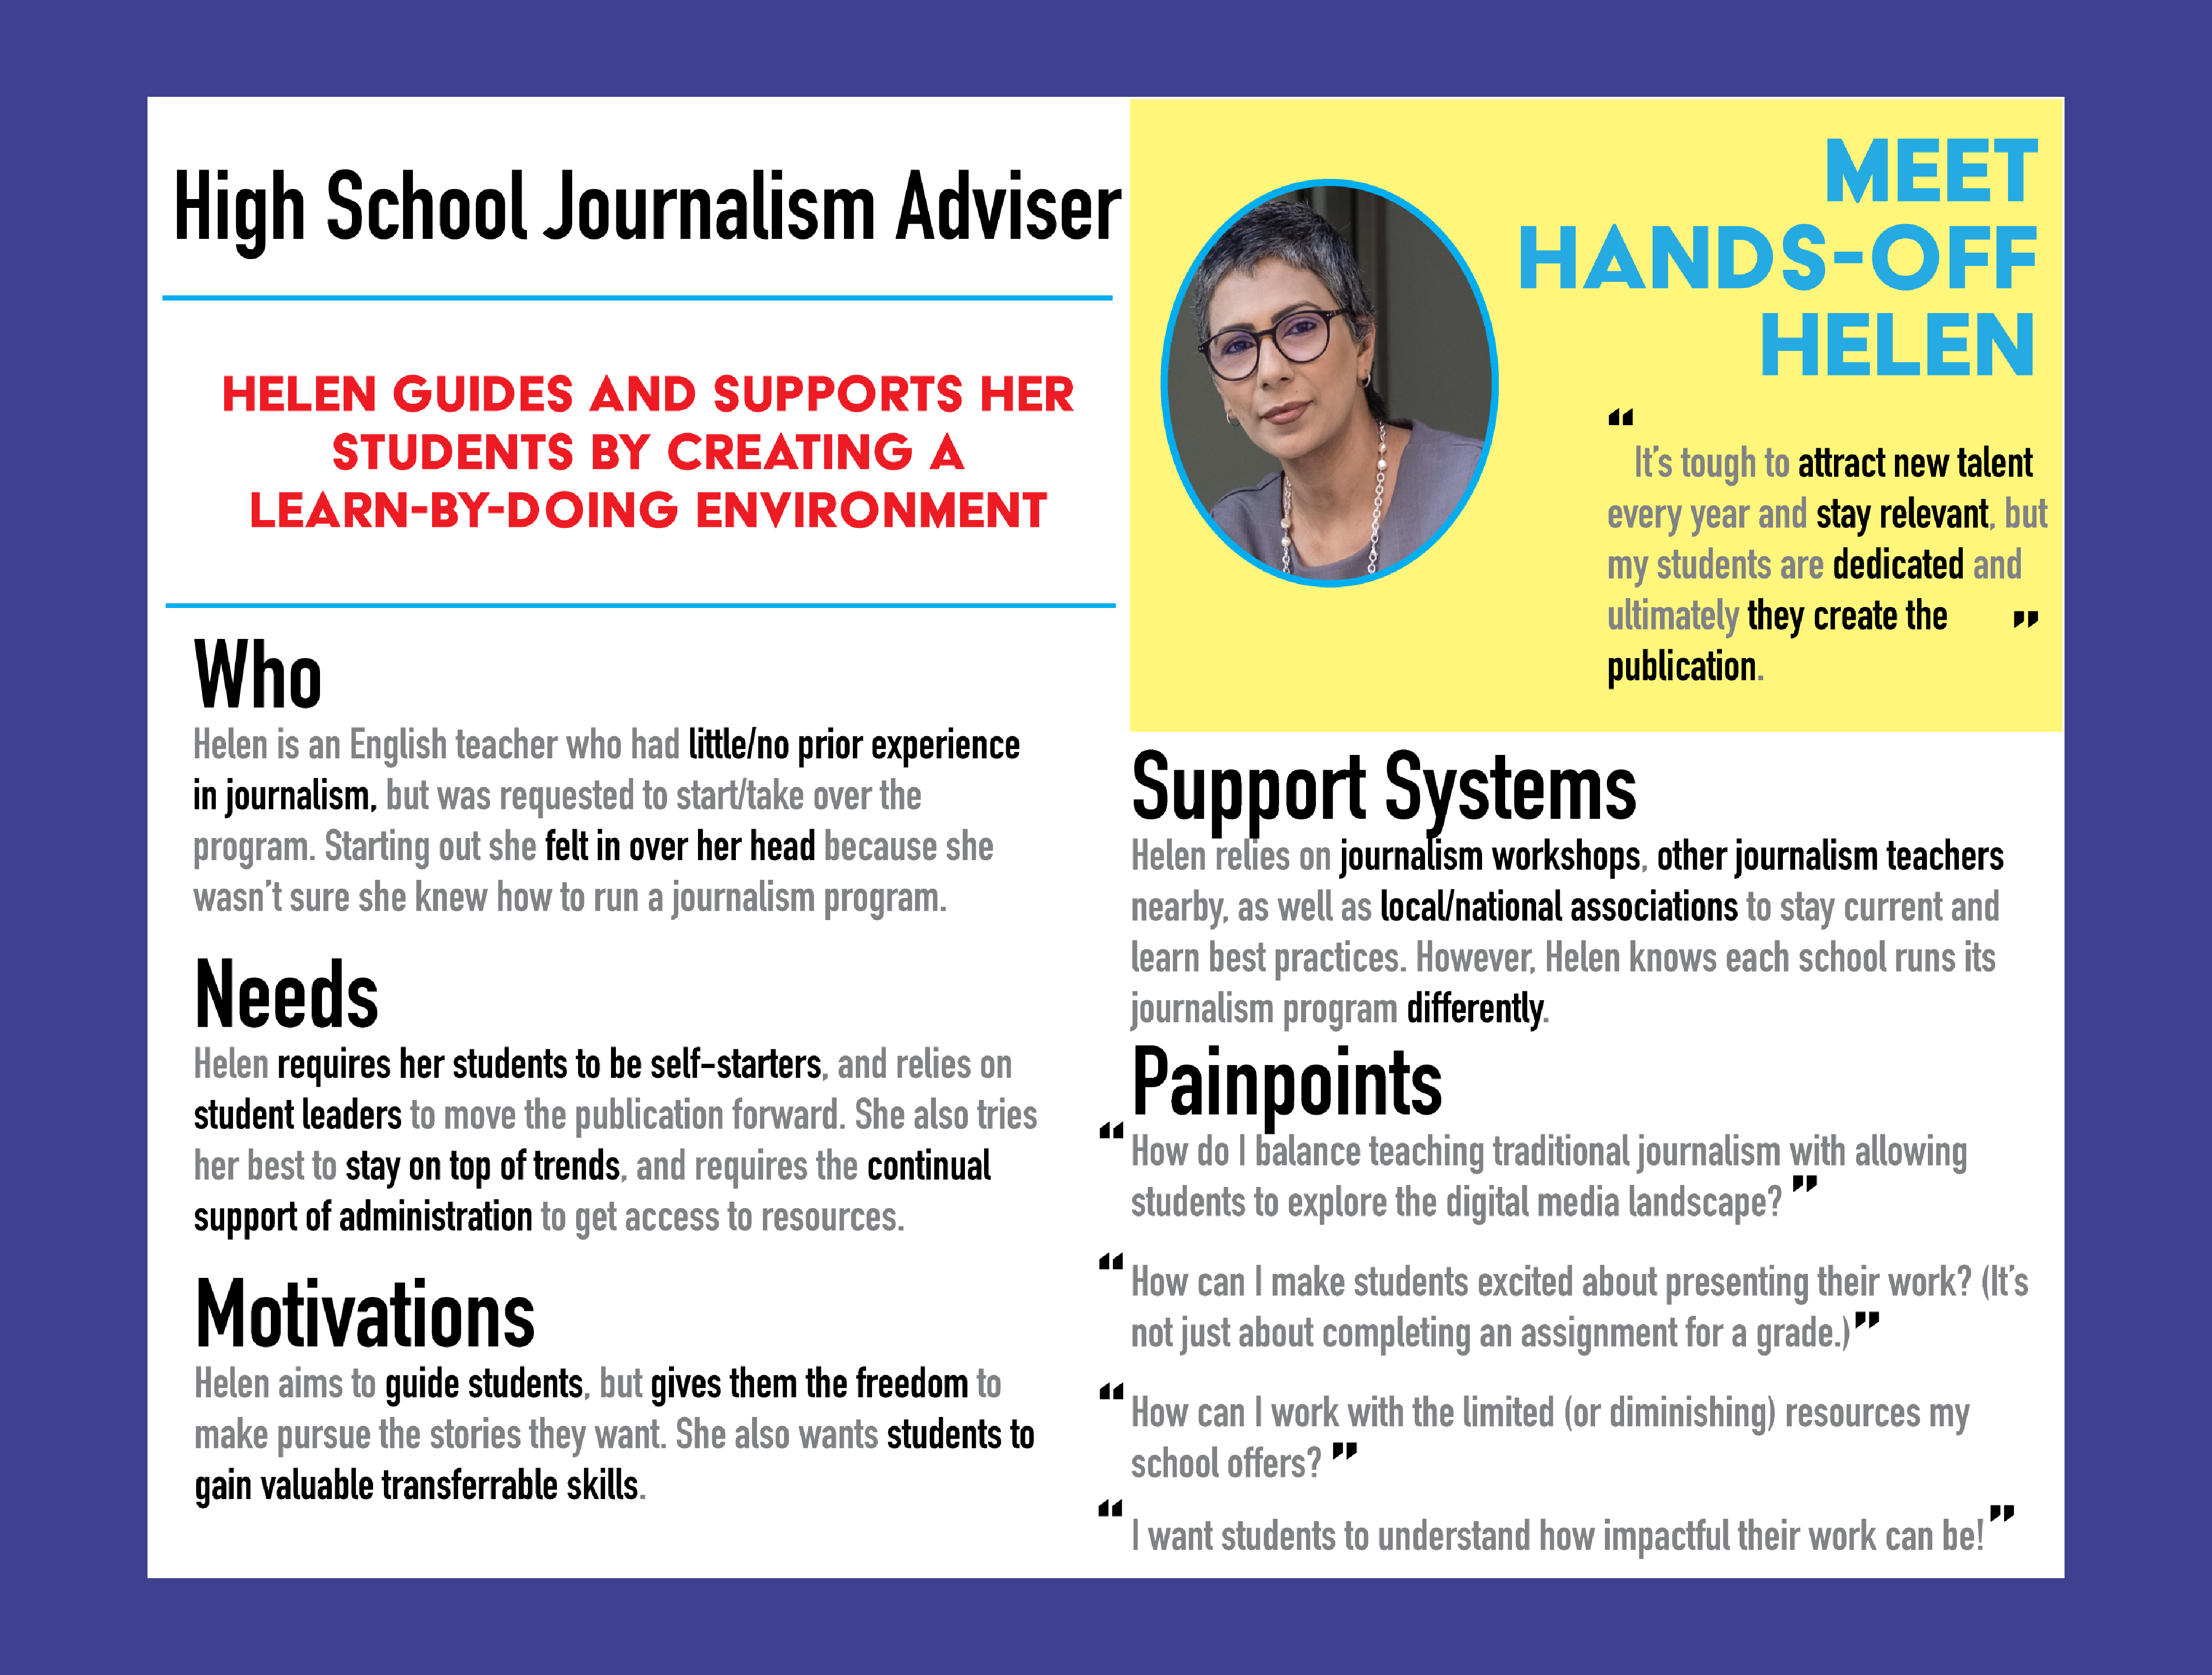 High School Journalism Adviser
HELEN GUIDES AND SUPPORTS HER
STUDENTS BY CREATING A
LEARN-BY-DOING ENVIRONMENT
Who
Helen is an English teacher who had little/no prior experience
in journalism, but was requested to start/take over the
program. Starting out she felt in over her head because she
wasn't sure she knew how to run a journalism program.
Needs
Helen requires her students to be self-starters, and relies on
student leaders to move the publication forward. She also tries
her best to stay on top of trends, and requires the continual
support of administration to get access to resources.
Motivations
Helen aims to guide students, but gives them the freedom to
make pursue the stories they want. She also wants students to
gain valuable transferrable skills.
MEET
HANDS-OFF
HELEN
“
It's tough to attract new talent
every year and stay relevant, but
my students are dedicated and
ultimately they create the ”
publication.
Support Systems
Helen relies on journalism workshops, other journalism teachers
nearby, as well as local/national associations to stay current and
learn best practices. However, Helen knows each school runs its
journalism program differently.
Painpoints
“How do I balance teaching traditional journalism with allowing
students to explore the digital media landscape?”
“How can I make students excited about presenting their work? (It's
not just about completing an assignment for a grade.)”
“How can I work with the limited (or diminishing) resources my
school offers?”
“I want students to understand how impactful their work can be!”